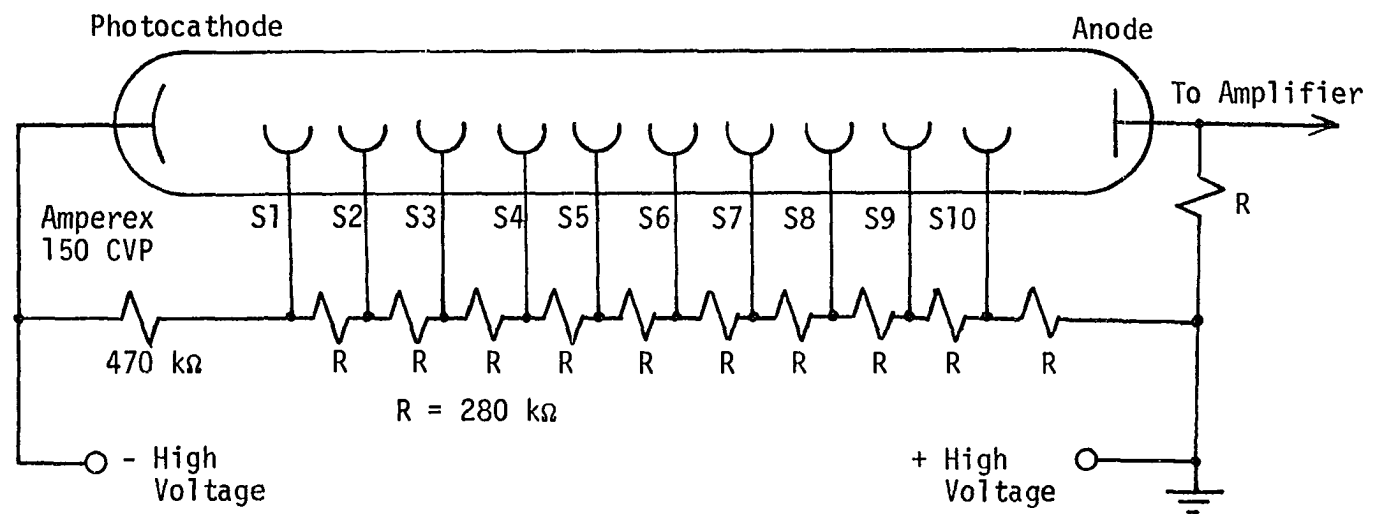 Photocathode
Anode
To Amplifier
Amperex
150 CVP
S1 S2 S3 S4 S5 S6 S7 S8 S9 S10
R
470 kΩ
R R R R R R R R R R
R = 280 kΩ
- High
Voltage
+ High
Voltage